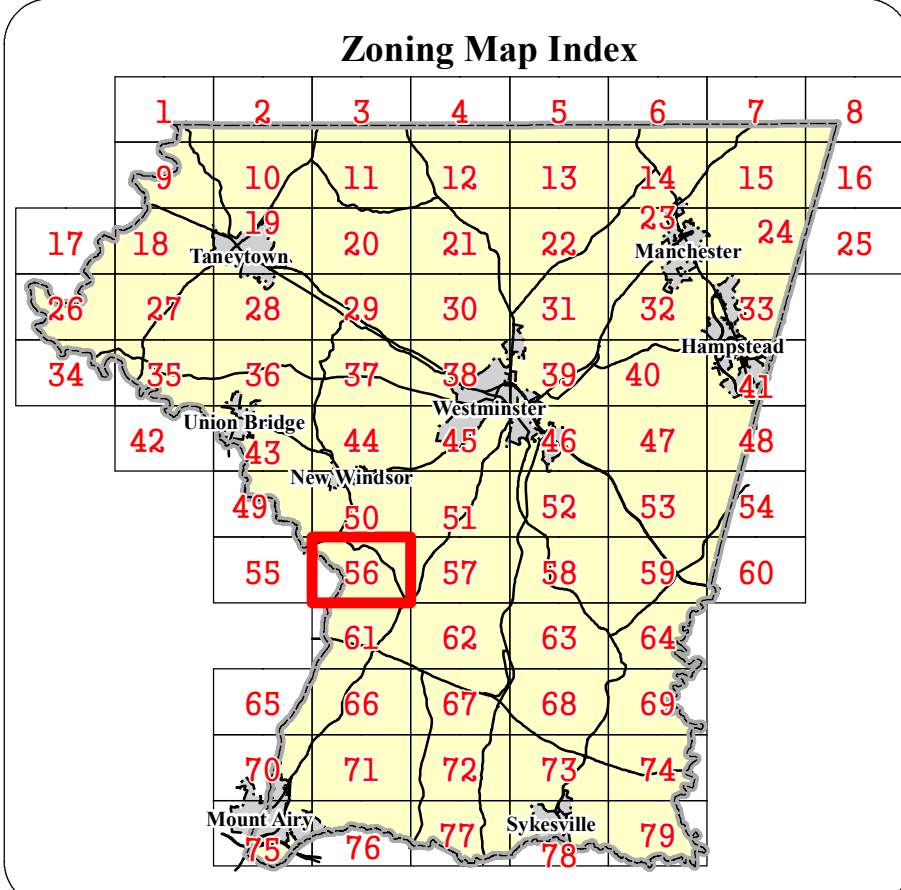 Zoning Map Index
1 2 3 4 5 6 7 8
9 10 11 12 13 14 15 16
17 18 19 20 21 22 23 24 25
Taneytown
Manchester
26 27 28 29 30 31 32 33
Hampstead
34 35 36 37 38 39 40 41
Westminster
Union Bridge
42 43 44 45 46 47 48
New Windsor
49 50 51 52 53 54
55 56 57 58 59 60
61 62 63 64
65 66 67 68 69
70 71 72 73 74
Mount Airy
Sykesville
75 76 77 78 79